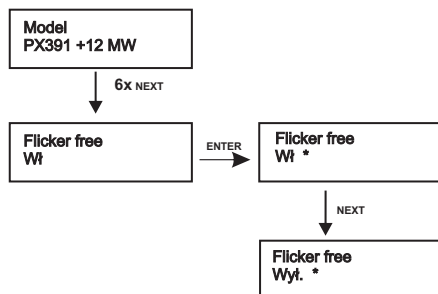 Model
PX391 +12 MW
6x NEXT
Flicker free
Wł
ENTER
Flicker free
Wł *
NEXT
Flicker free
Wył. *